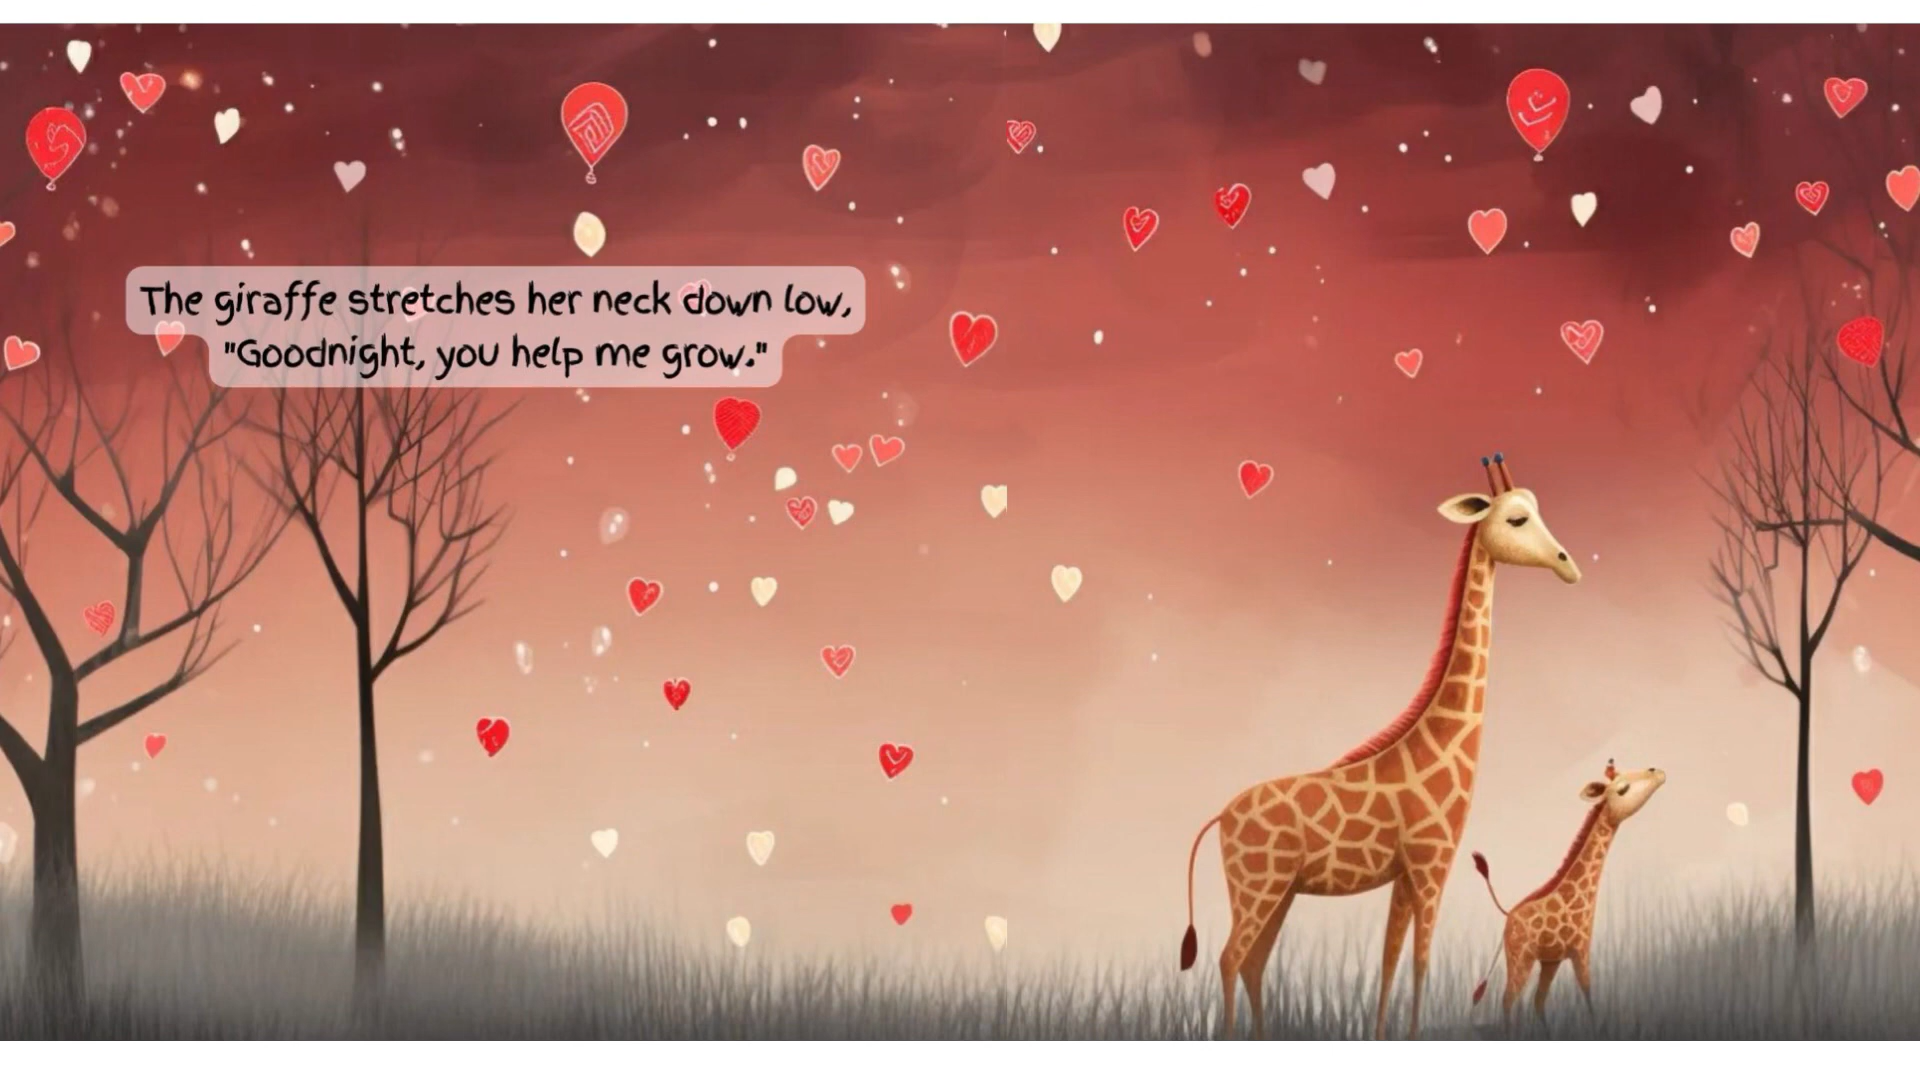 The giraffe stretches her neck down low,
"Goodnight, you help me grow."